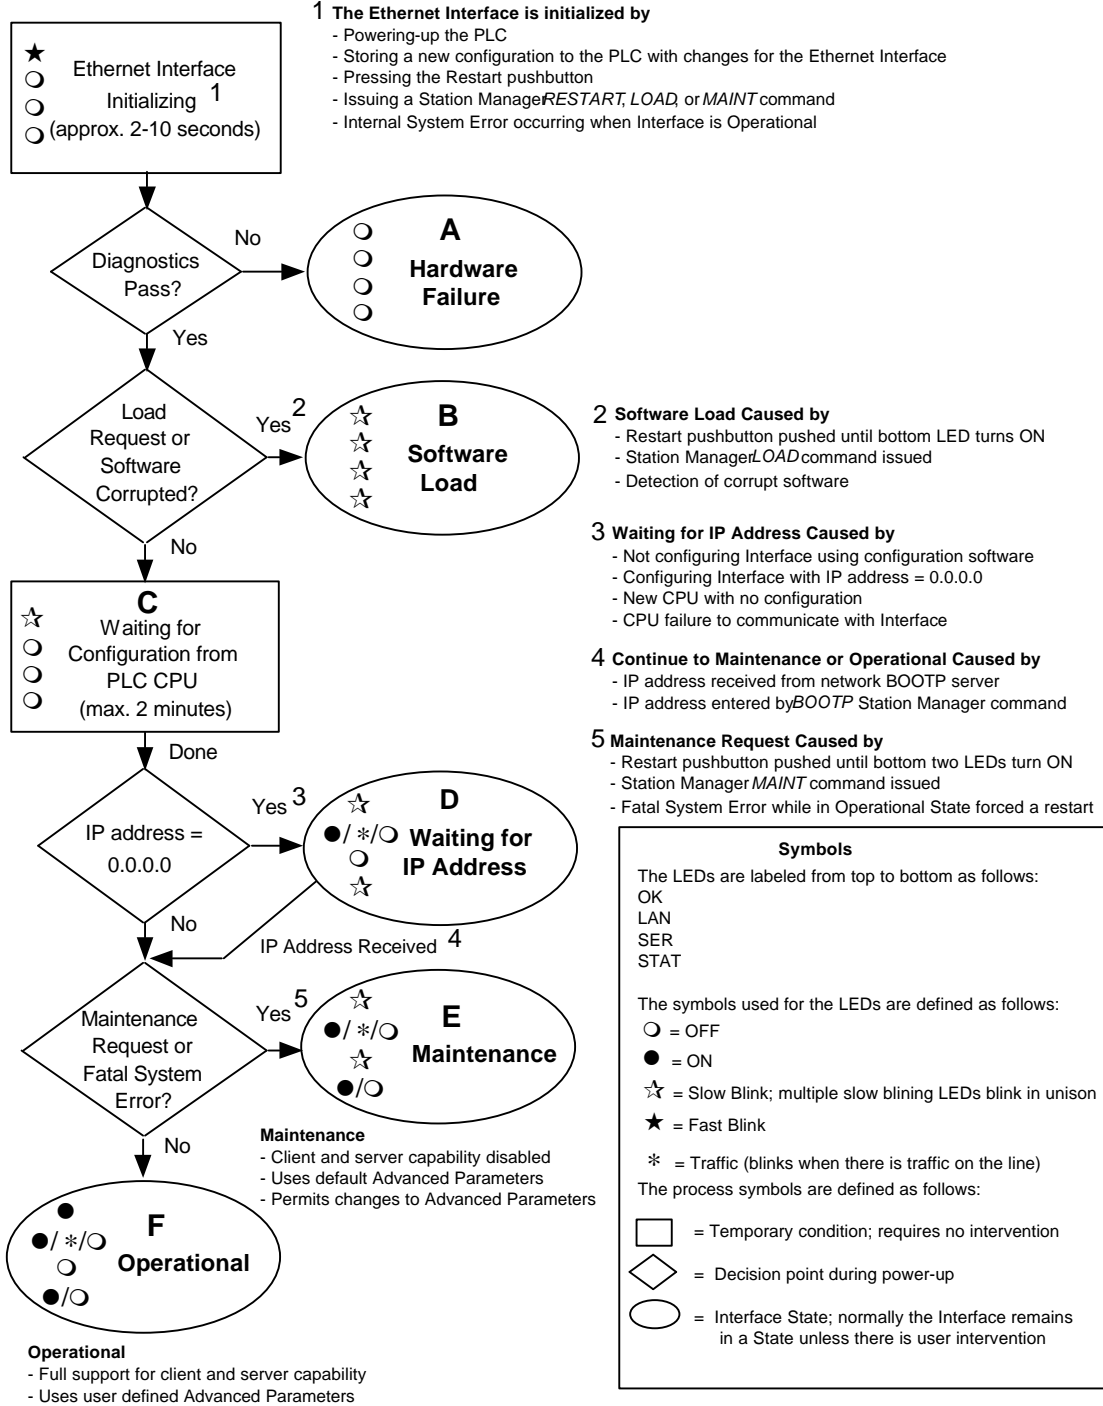 1 The Ethernet Interface is initialized by
- Powering-up the PLC
- Storing a new configuration to the PLC with changes for the Ethernet Interface
- Pressing the Restart pushbutton
- Issuing a Station Manager RESTART, LOAD, or MAINT command
- Internal System Error occurring when Interface is Operational
Ethernet Interface
Initializing 1
(approx. 2-10 seconds)
Diagnostics
Pass?
No
A
Hardware
Failure
Yes
Load
Request or
Software
Corrupted?
Yes 2
B
Software
Load
2 Software Load Caused by
- Restart pushbutton pushed until bottom LED turns ON
- Station Manager LOAD command issued
- Detection of corrupt software
No
C
Waiting for
Configuration from
PLC CPU
(max. 2 minutes)
3 Waiting for IP Address Caused by
- Not configuring Interface using configuration software
- Configuring Interface with IP address = 0.0.0.0
- New CPU with no configuration
- CPU failure to communicate with Interface
4 Continue to Maintenance or Operational Caused by
- IP address received from network BOOTP server
- IP address entered by BOOTP Station Manager command
5 Maintenance Request Caused by
- Restart pushbutton pushed until bottom two LEDs turn ON
- Station Manager MAINT command issued
- Fatal System Error while in Operational State forced a restart
Done
IP address =
0.0.0.0
Yes 3
/ */
D
Waiting for
IP Address
No
IP Address Received 4
Maintenance
Request or
Fatal System
Error?
Yes 5
/ */
/
E
Maintenance
Maintenance
- Client and server capability disabled
- Uses default Advanced Parameters
- Permits changes to Advanced Parameters
No
/ */
/
F
Operational
Operational
- Full support for client and server capability
- Uses user defined Advanced Parameters
Symbols
The LEDs are labeled from top to bottom as follows:
OK
LAN
SER
STAT
The symbols used for the LEDs are defined as follows:
= OFF
= ON
= Slow Blink; multiple slow blining LEDs blink in unison
= Fast Blink
* = Traffic (blinks when there is traffic on the line)
The process symbols are defined as follows:
= Temporary condition; requires no intervention
= Decision point during power-up
= Interface State; normally the Interface remains
in a State unless there is user intervention